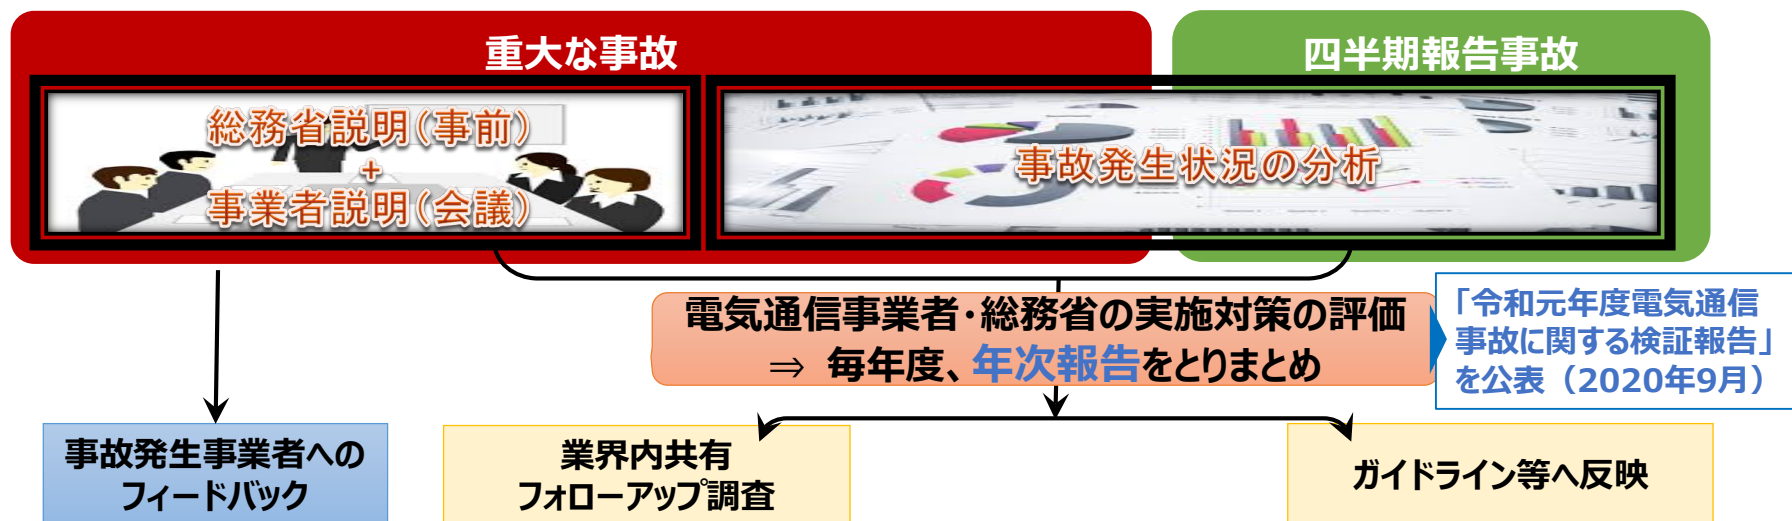 重大な事故
四半期報告事故
総務省説明(事前)
+
事業者説明(会議)
事故発生状況の分析
電気通信事業者・総務省の実施対策の評価
⇒ 毎年度、年次報告をとりまとめ
「令和元年度電気通信
事故に関する検証報告」
を公表（2020年9月）
事故発生事業者への
フィードバック
業界内共有
フォローアップ調査
ガイドライン等へ反映